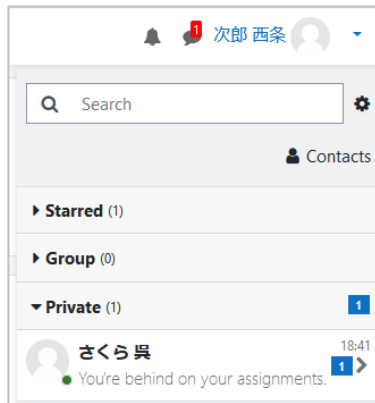 1
次郎 西条
Search
Contacts
Starred (1)
Group (0)
Private (1) 1
さくら 呉 18:41
You're behind on your assignments. 1